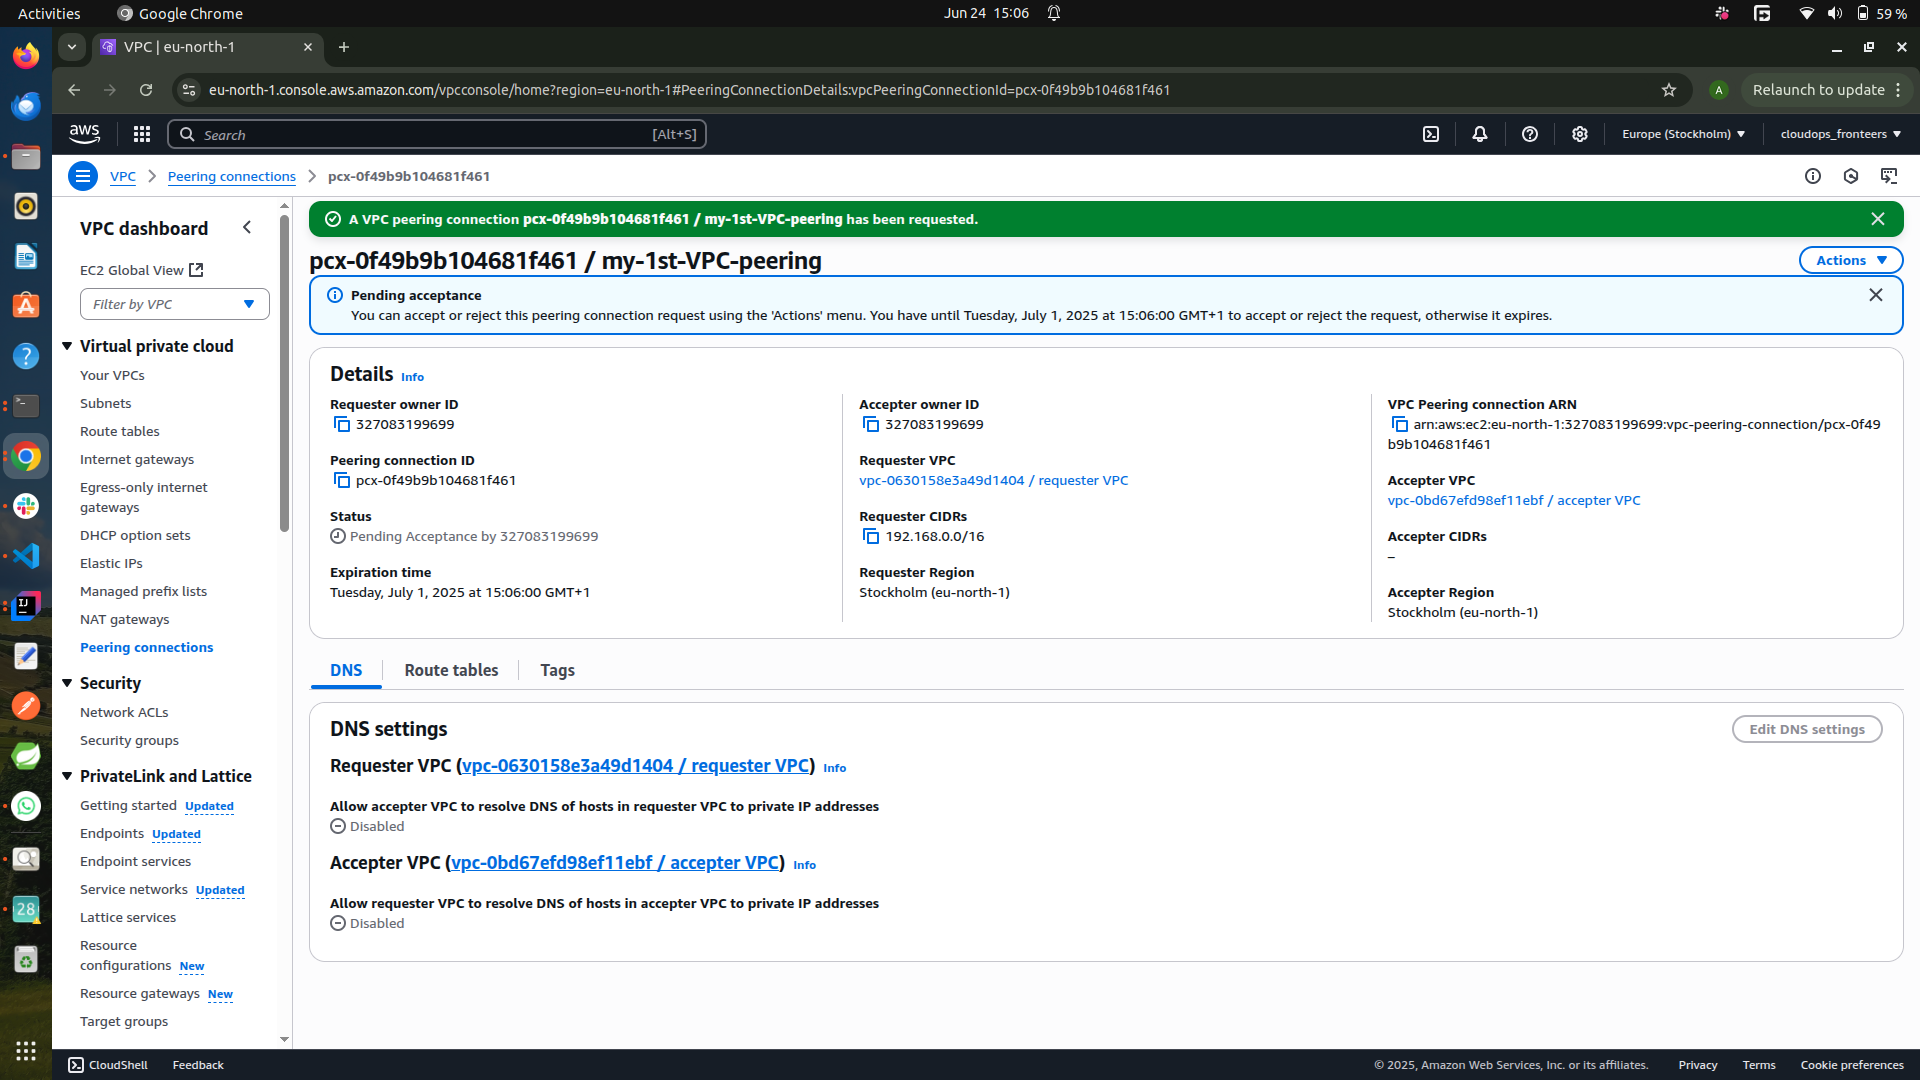 Activities
Google Chrome
Jun 24 15:06
59 %
VPC | eu-north-1
eu-north-1.console.aws.amazon.com/vpcconsole/home?region=eu-north-1#PeeringConnectionDetails:vpcPeeringConnectionId=pcx-0f49b9b104681f461
A
Relaunch to update
aws
Search
[Alt+S]
Europe (Stockholm)
cloudops_fronteers
VPC
Peering connections
pcx-0f49b9b104681f461
VPC dashboard
EC2 Global View
Filter by VPC
Virtual private cloud
Your VPCs
Subnets
Route tables
Internet gateways
Egress-only internet
gateways
DHCP option sets
Elastic IPs
Managed prefix lists
NAT gateways
Peering connections
Security
Network ACLs
Security groups
PrivateLink and Lattice
Getting started Updated
Endpoints Updated
Endpoint services
Service networks Updated
Lattice services
Resource
configurations New
Resource gateways New
Target groups
A VPC peering connection pcx-0f49b9b104681f461 / my-1st-VPC-peering has been requested.
pcx-0f49b9b104681f461 / my-1st-VPC-peering
Actions
Pending acceptance
You can accept or reject this peering connection request using the 'Actions' menu. You have until Tuesday, July 1, 2025 at 15:06:00 GMT+1 to accept or reject the request, otherwise it expires.
Details Info
Requester owner ID
327083199699
Peering connection ID
pcx-0f49b9b104681f461
Status
Pending Acceptance by 327083199699
Expiration time
Tuesday, July 1, 2025 at 15:06:00 GMT+1
Accepter owner ID
327083199699
Requester VPC
vpc-0630158e3a49d1404 / requester VPC
Requester CIDRs
192.168.0.0/16
Requester Region
Stockholm (eu-north-1)
VPC Peering connection ARN
arn:aws:ec2:eu-north-1:327083199699:vpc-peering-connection/pcx-0f49
b9b104681f461
Accepter VPC
vpc-0bd67efd98ef11ebf / accepter VPC
Accepter CIDRs
–
Accepter Region
Stockholm (eu-north-1)
DNS
Route tables
Tags
DNS settings
Edit DNS settings
Requester VPC (vpc-0630158e3a49d1404 / requester VPC) Info
Allow accepter VPC to resolve DNS of hosts in requester VPC to private IP addresses
Disabled
Accepter VPC (vpc-0bd67efd98ef11ebf / accepter VPC) Info
Allow requester VPC to resolve DNS of hosts in accepter VPC to private IP addresses
Disabled
IJ
28
CloudShell
Feedback
© 2025, Amazon Web Services, Inc. or its affiliates.
Privacy
Terms
Cookie preferences